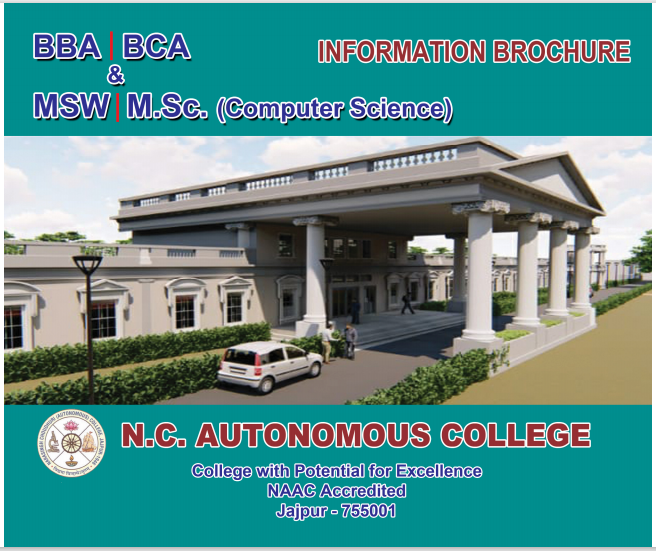 BBA | BCA
&
MSW | M.Sc. (Computer Science)
INFORMATION BROCHURE
N.C. AUTONOMOUS COLLEGE
College with Potential for Excellence
NAAC Accredited
Jajpur - 755001